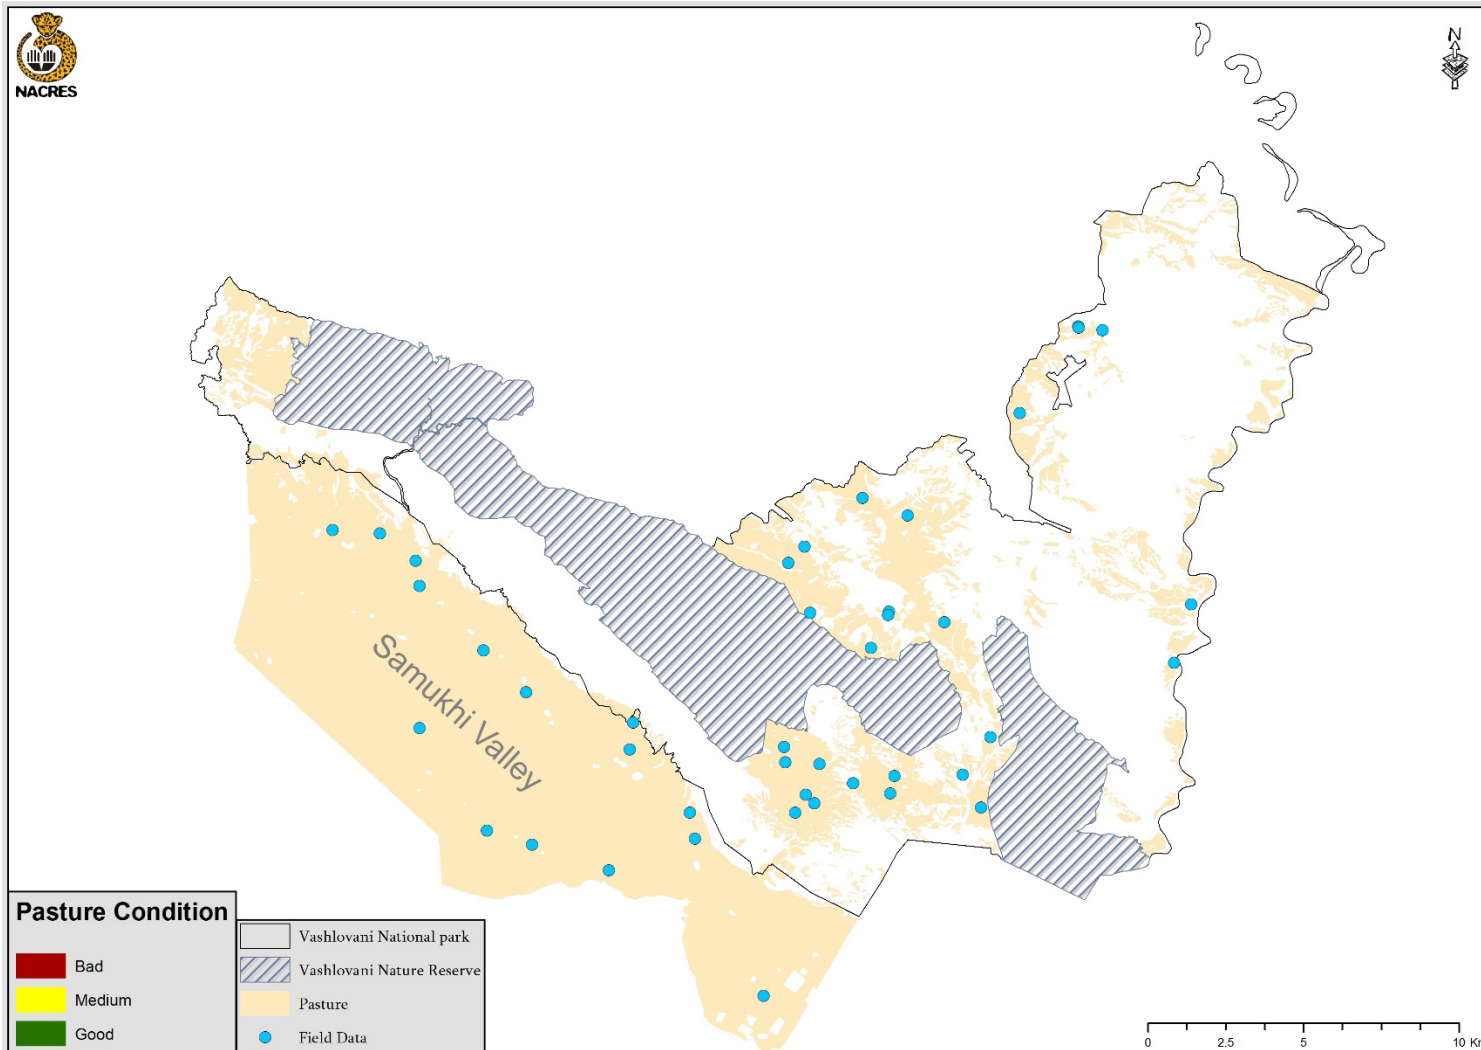 NACRES
N
Samukhi Valley
Pasture Condition
Bad
Medium
Good
Vashlovani National park
Vashlovani Nature Reserve
Pasture
Field Data
0 2.5 5 10 Km